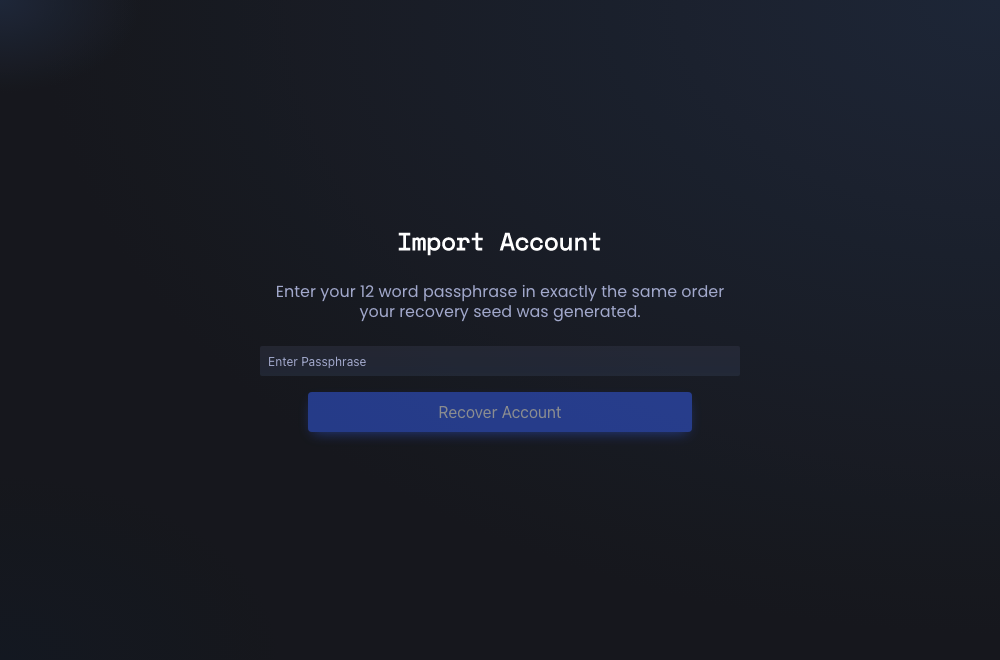 Import Account
Enter your 12 word passphrase in exactly the same order
your recovery seed was generated.
Enter Passphrase
Recover Account